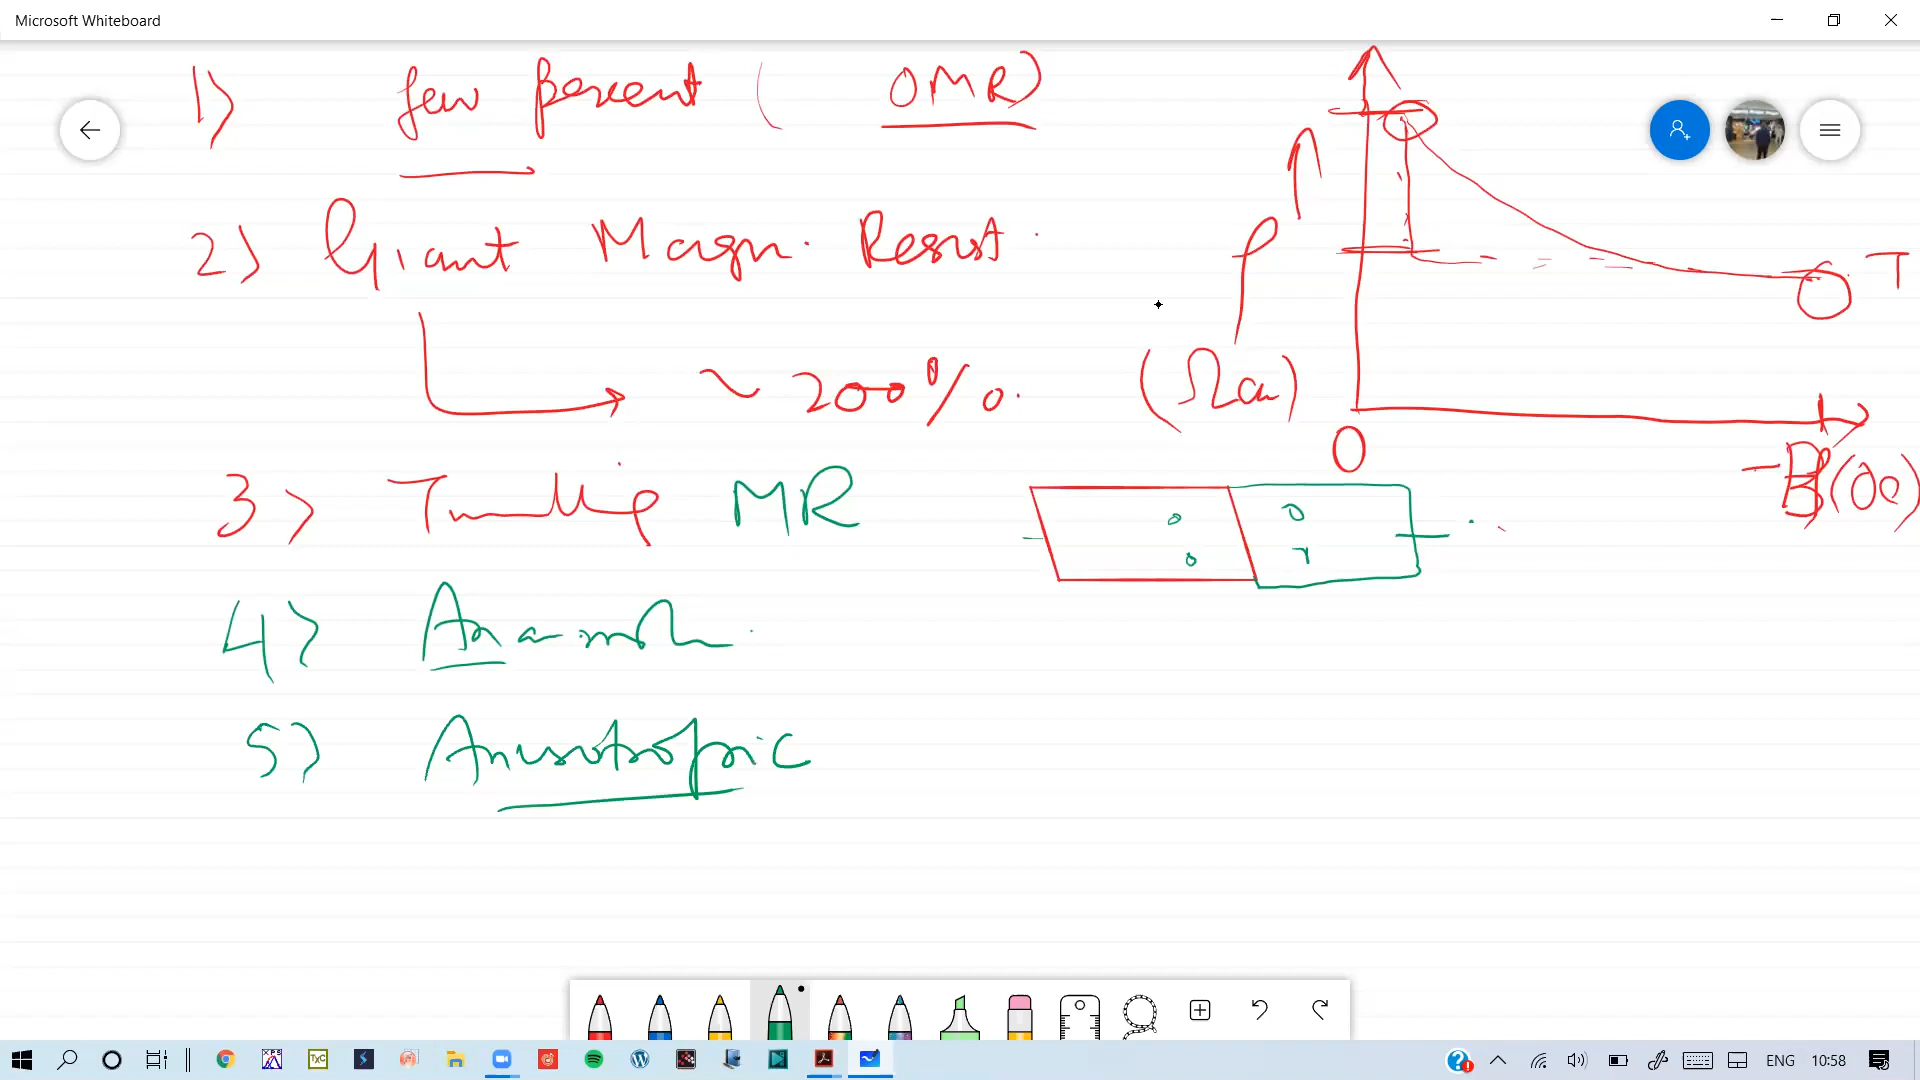 Microsoft Whiteboard
1) few percent ( OMR)
2) Giant Magn. Resist.
~ 200%.
3) Tunnelling MR
4) Anamoh.
5) Anisotropic
ρ
(Ωcm)
T
0
(Oe)
ENG 10:58